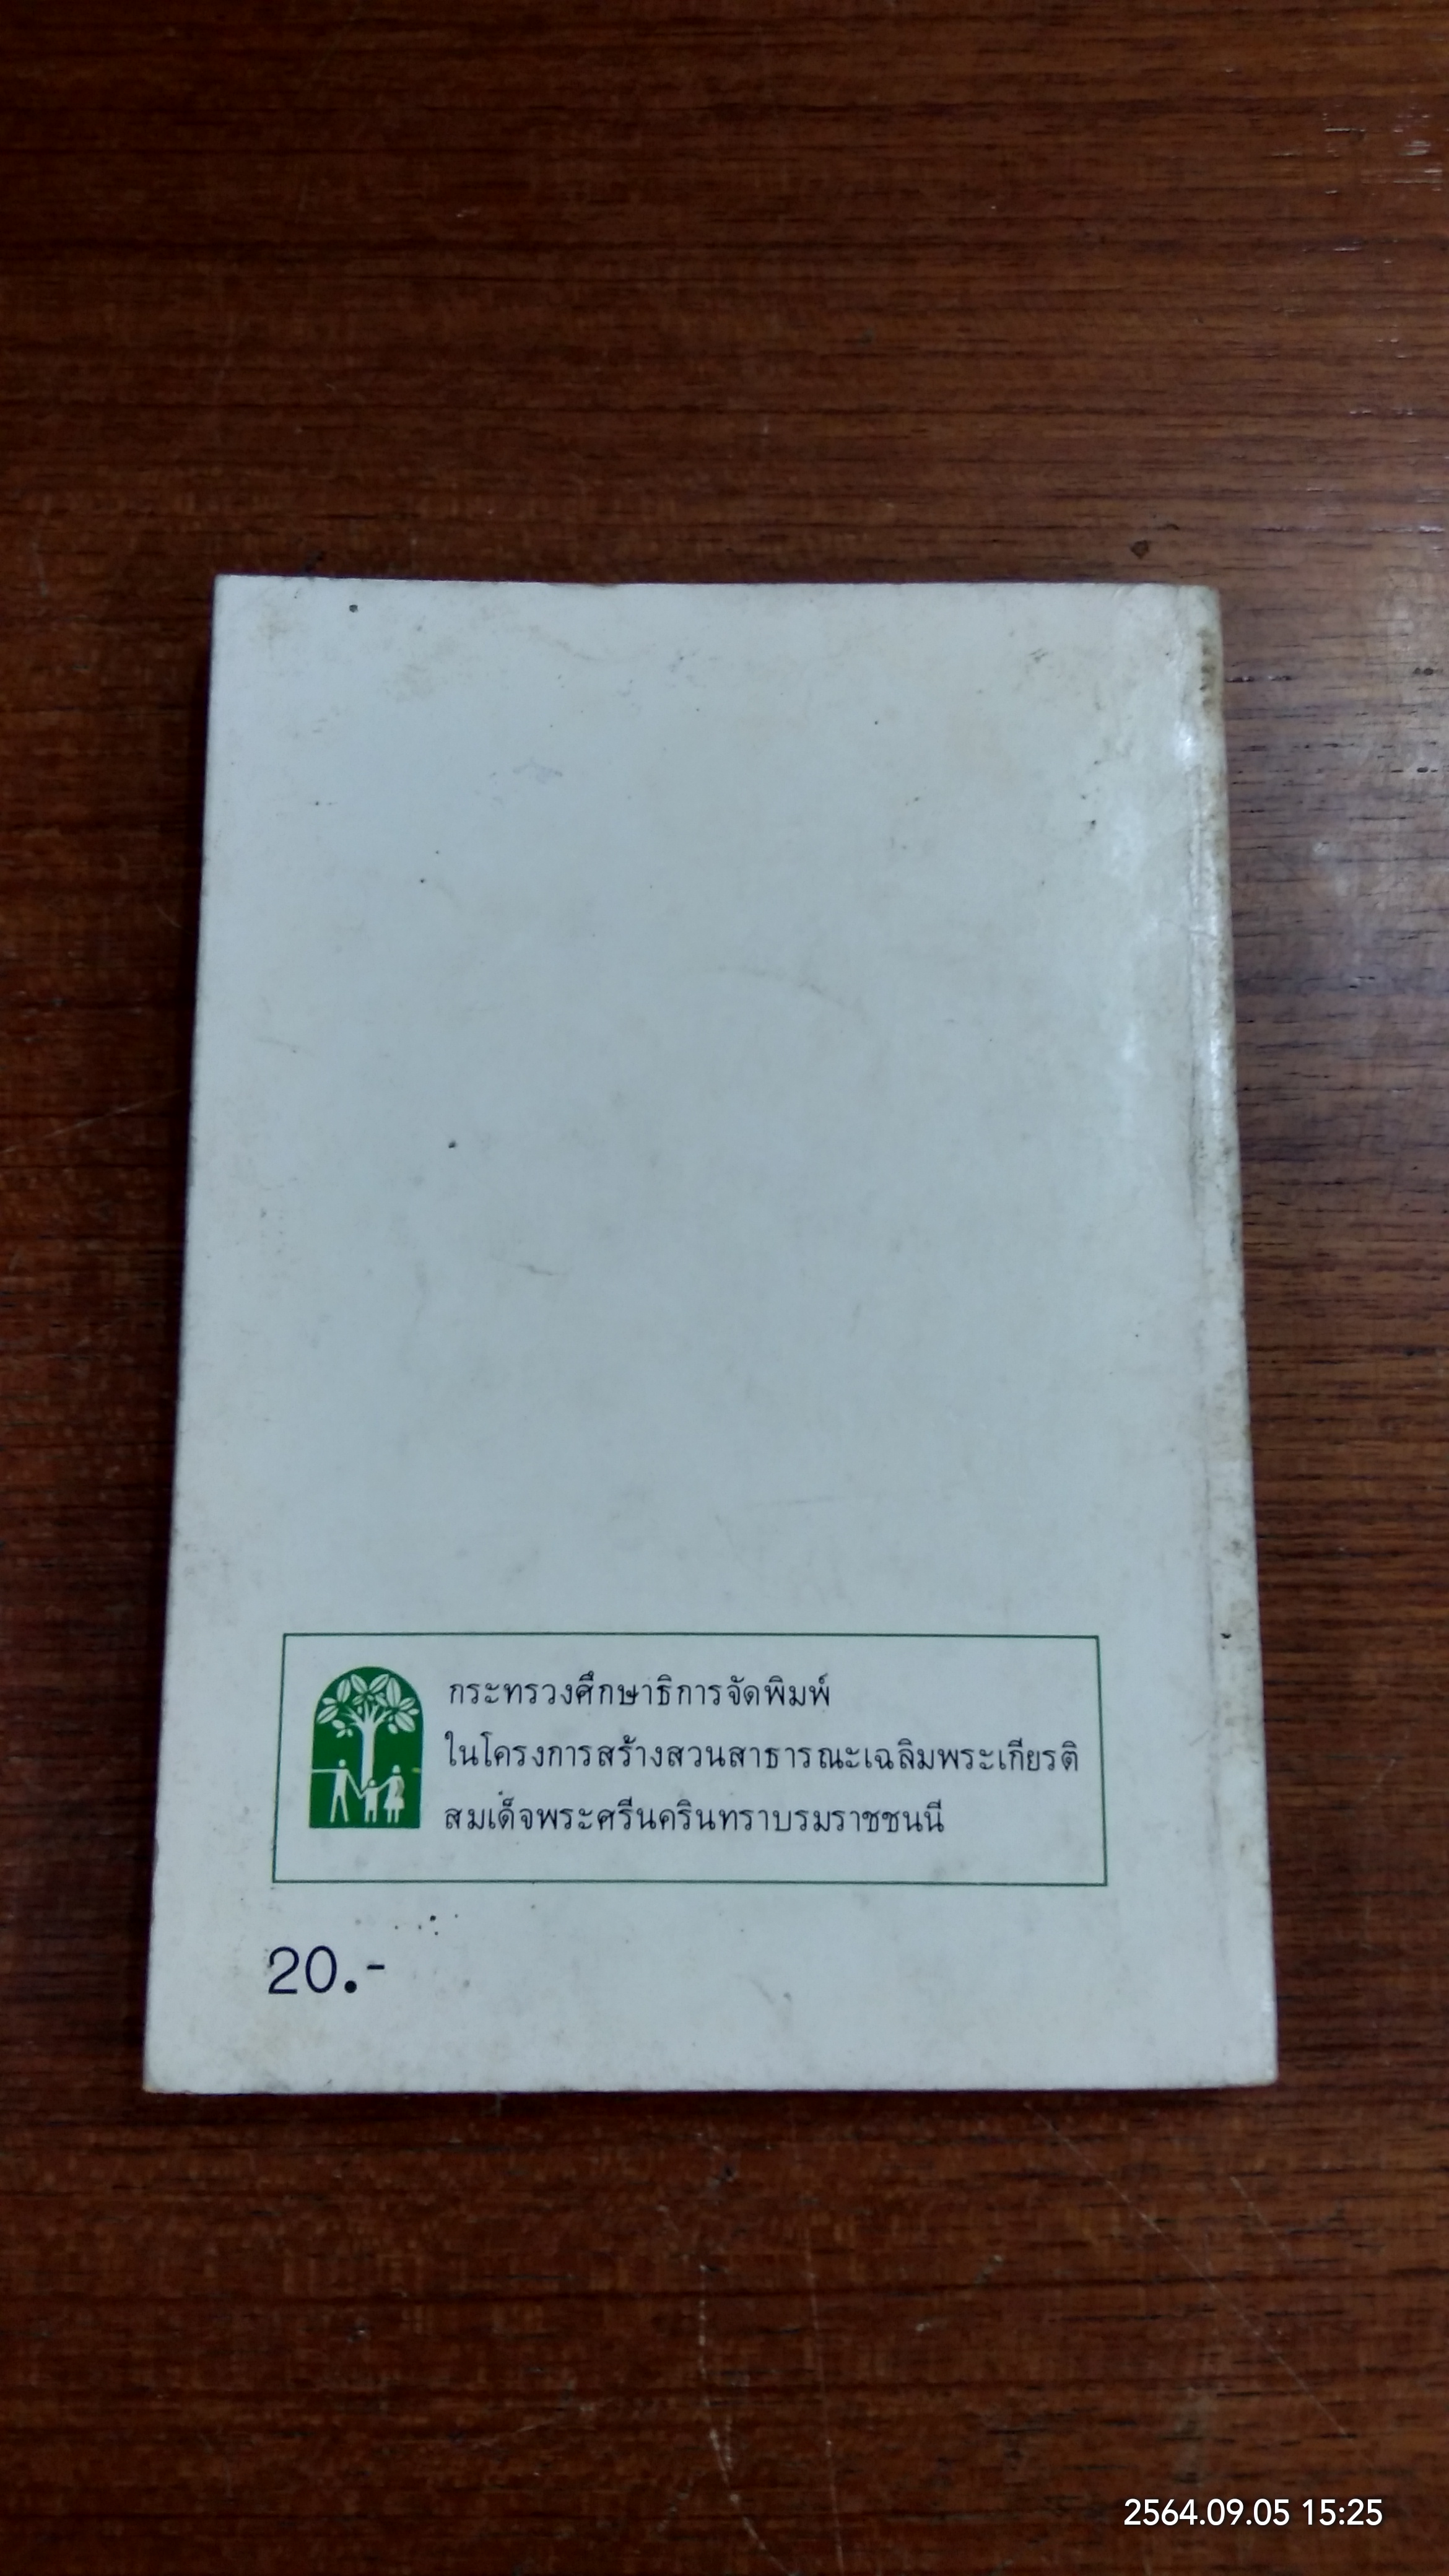 กระทรวงศึกษาธิการจัดพิมพ์
ในโครงการสร้างสวนสาธารณะเฉลิมพระเกียรติ
สมเด็จพระศรีนครินทราบรมราชชนนี
20.-
2564.09.05 15:25